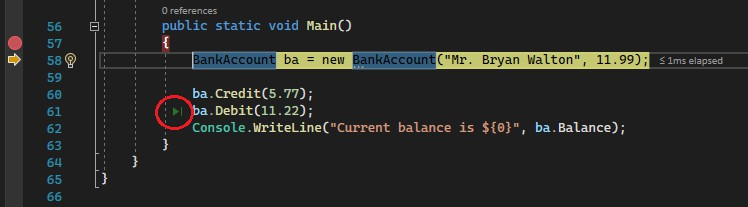 0 references
56 public static void Main()
57 {
58 BankAccount ba = new BankAccount("Mr. Bryan Walton", 11.99); ≤ 1ms elapsed
59
60 ba.Credit(5.77);
61 ba.Debit(11.22);
62 Console.WriteLine("Current balance is ${0}", ba.Balance);
63 }
64 }
65 }
66